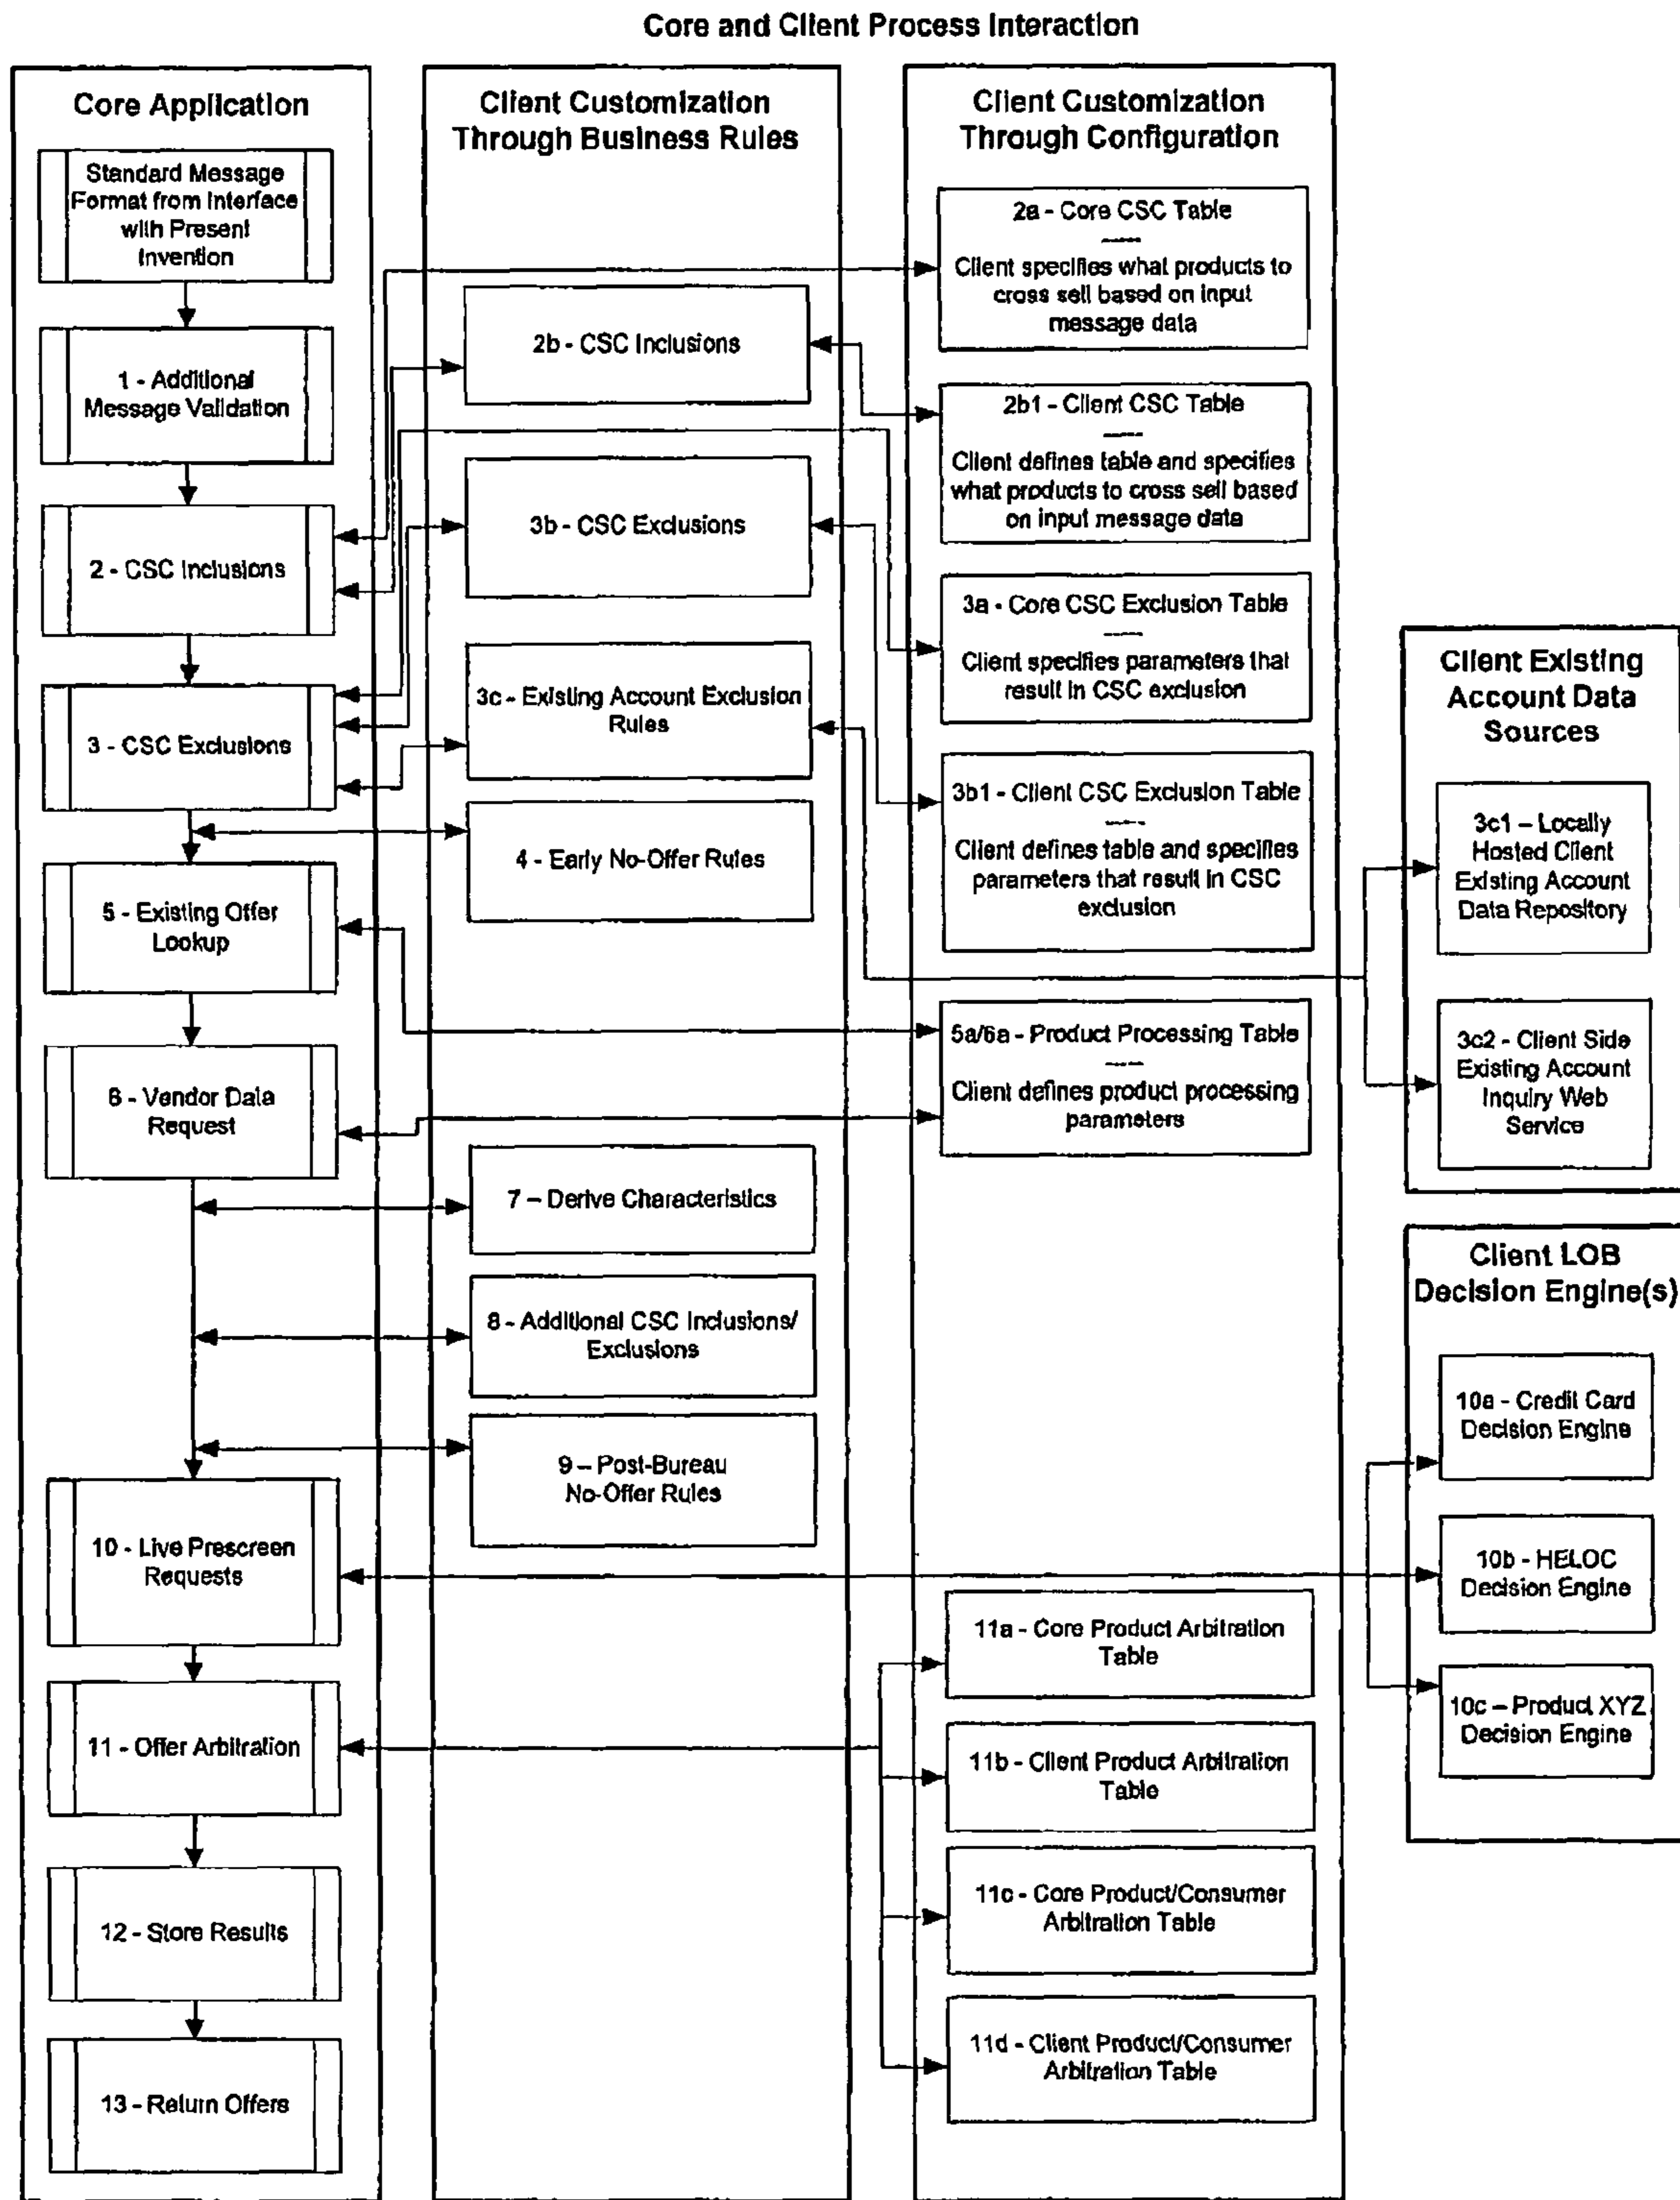 Core and Client Process Interaction
Core Application
Standard Message
Format from Interface
with Present
Invention
1 - Additional
Message Validation
2 - CSC Inclusions
3 - CSC Exclusions
5 - Existing Offer
Lookup
6 - Vendor Data
Request
10 - Live Prescreen
Requests
11 - Offer Arbitration
12 - Store Results
13 - Return Offers
Client Customization
Through Business Rules
2b - CSC Inclusions
3b - CSC Exclusions
3c - Existing Account Exclusion
Rules
4 - Early No-Offer Rules
7 – Derive Characteristics
8 - Additional CSC Inclusions/
Exclusions
9 – Post-Bureau
No-Offer Rules
Client Customization
Through Configuration
2a - Core CSC Table
-----
Client specifies what products to
cross sell based on input
message data
2b1 - Client CSC Table
-----
Client defines table and specifies
what products to cross sell based
on input message data
3a - Core CSC Exclusion Table
-----
Client specifies parameters that
result in CSC exclusion
3b1 - Client CSC Exclusion Table
-----
Client defines table and specifies
parameters that result in CSC
exclusion
5a/6a - Product Processing Table
-----
Client defines product processing
parameters
11a - Core Product Arbitration
Table
11b - Client Product Arbitration
Table
11c - Core Product/Consumer
Arbitration Table
11d - Client Product/Consumer
Arbitration Table
Client Existing
Account Data
Sources
3c1 – Locally
Hosted Client
Existing Account
Data Repository
3c2 - Client Side
Existing Account
Inquiry Web
Service
Client LOB
Decision Engine(s)
10a - Credit Card
Decision Engine
10b - HELOC
Decision Engine
10c – Product XYZ
Decision Engine